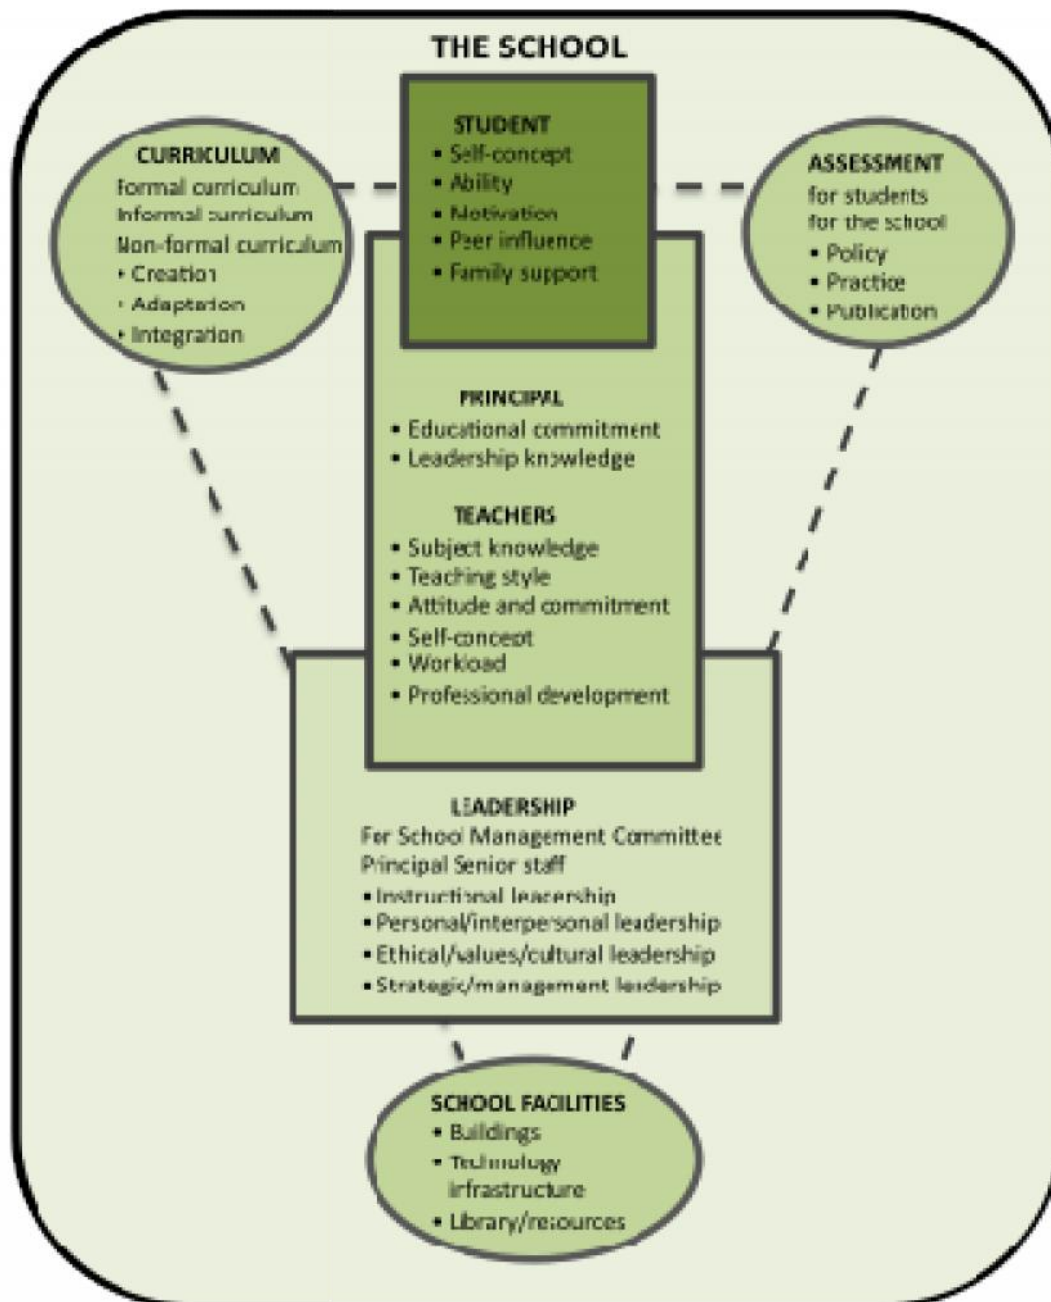 THE SCHOOL
STUDENT
• Self-concept
• Ability
• Motivation
• Peer influence
• Family support
CURRICULUM
Formal curriculum
Informal curriculum
Non-formal curriculum
• Creation
• Adaptation
• Integration
ASSESSMENT
for students
for the school
• Policy
• Practice
• Publication
PRINCIPAL
• Educational commitment
• Leadership knowledge
TEACHERS
• Subject knowledge
• Teaching style
• Attitude and commitment
• Self-concept
• Workload
• Professional development
LEADERSHIP
For School Management Committee
Principal Senior staff
• Instructional leadership
• Personal/interpersonal leadership
• Ethical/values/cultural leadership
• Strategic/management leadership
SCHOOL FACILITIES
• Buildings
• Technology
infrastructure
• Library/resources